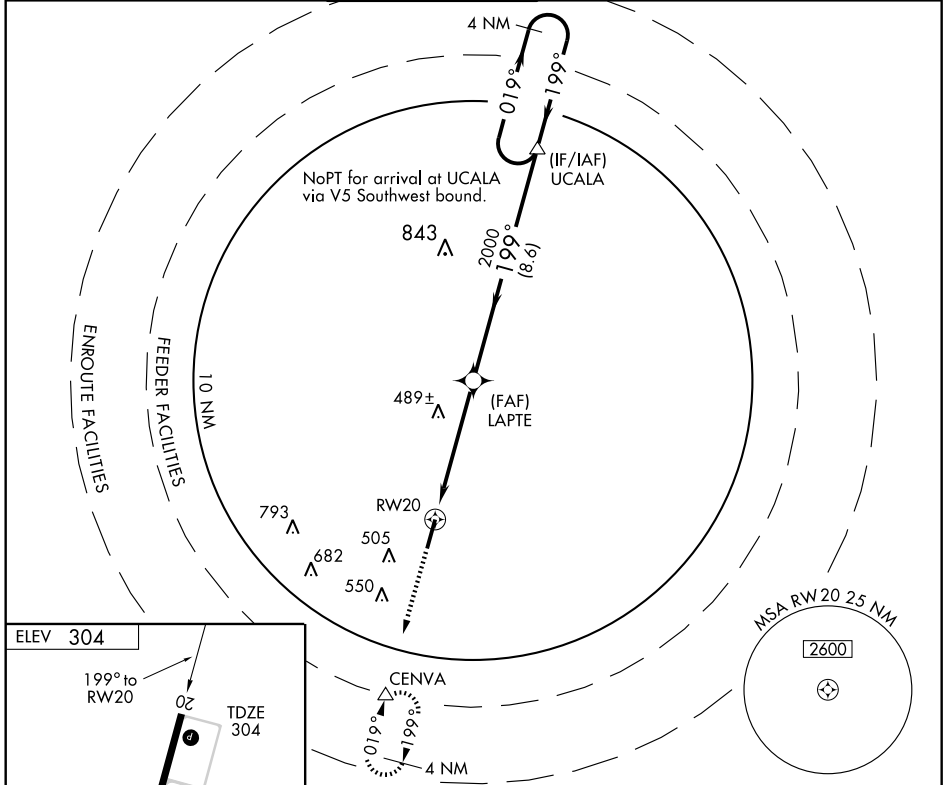 4 NM
019°
199°
(IF/IAF)
UCALA
NoPT for arrival at UCALA
via V5 Southwest bound.
843
2000
199°
(8.6)
ENROUTE FACILITIES
FEEDER FACILITIES
10 NM
489±
(FAF)
LAPTE
RW20
793
505
682
550
MSA RW20 25 NM
2600
ELEV 304
199° to
RW20
20
TDZE
304
P
CENVA
019°
199°
4 NM